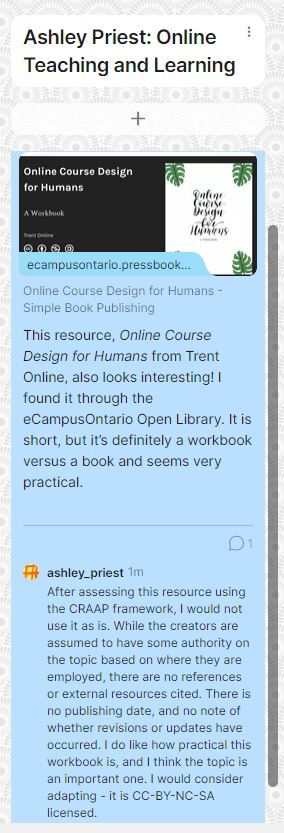 Ashley Priest: Online
Teaching and Learning
Online Course Design
for Humans
A Workbook
Trent Online
Online
Course
Design
for
Humans
ecampusontario.pressbook...
Online Course Design for Humans -
Simple Book Publishing
This resource, Online Course
Design for Humans from Trent
Online, also looks interesting! I
found it through the
eCampusOntario Open Library. It is
short, but it’s definitely a workbook
versus a book and seems very
practical.
1
ashley_priest 1m
After assessing this resource using
the CRAAP framework, I would not
use it as is. While the creators are
assumed to have some authority on
the topic based on where they are
employed, there are no references
or external resources cited. There is
no publishing date, and no note of
whether revisions or updates have
occurred. I do like how practical this
workbook is, and I think the topic is
an important one. I would consider
adapting - it is CC-BY-NC-SA
licensed.